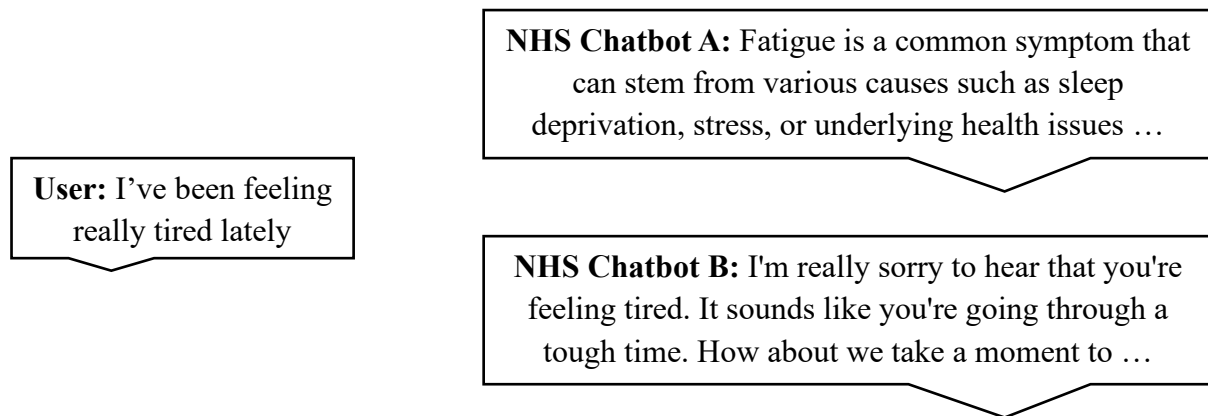 User: I’ve been feeling
really tired lately
NHS Chatbot A: Fatigue is a common symptom that
can stem from various causes such as sleep
deprivation, stress, or underlying health issues …
NHS Chatbot B: I'm really sorry to hear that you're
feeling tired. It sounds like you're going through a
tough time. How about we take a moment to …